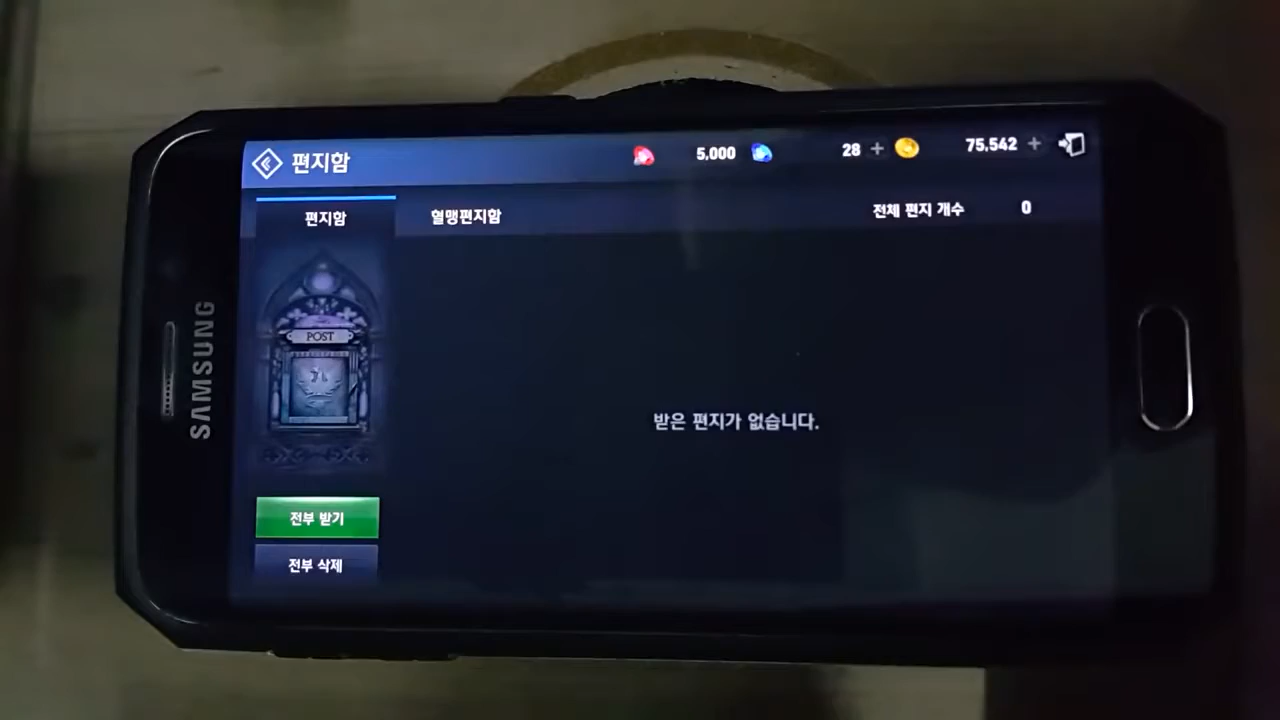 편지함
5,000
28 +
75,542 +
편지함
혈맹편지함
전체 편지 개수 0
POST
받은 편지가 없습니다.
전부 받기
전부 삭제
SAMSUNG